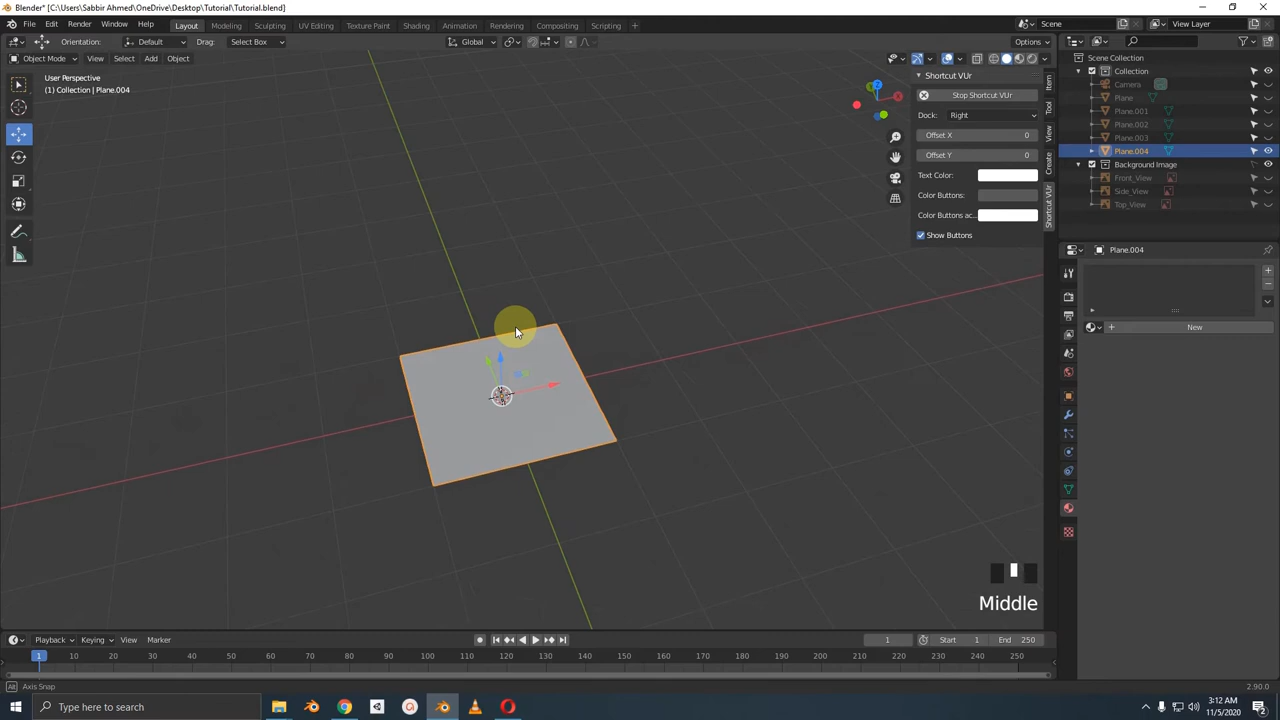 Blender* [C:\Users\Sabbir Ahmed\OneDrive\Desktop\Tutorial\Tutorial.blend]
File Edit Render Window Help Layout Modeling Sculpting UV Editing Texture Paint Shading Animation Rendering Compositing Scripting + Scene View Layer
Orientation: Default Drag: Select Box Global Options
Object Mode View Select Add Object
User Perspective
(1) Collection | Plane.004
Shortcut VUr
Stop Shortcut VUr
Dock: Right
Offset X 0
Offset Y 0
Text Color:
Color Buttons:
Color Buttons ac...
Show Buttons
Item
Tool
View
Create
Shortcut VUr
X
Y
Z
Scene Collection
Collection
Camera
Plane
Plane.001
Plane.002
Plane.003
Plane.004
Background Image
Front_View
Side_View
Top_View
Plane.004
New
Middle
Playback Keying View Marker 1 Start 1 End 250
1 10 20 30 40 50 60 70 80 90 100 110 120 130 140 150 160 170 180 190 200 210 220 230 240 250
Axis Snap 2.90.0
Type here to search
3:12 AM
11/5/2020
2